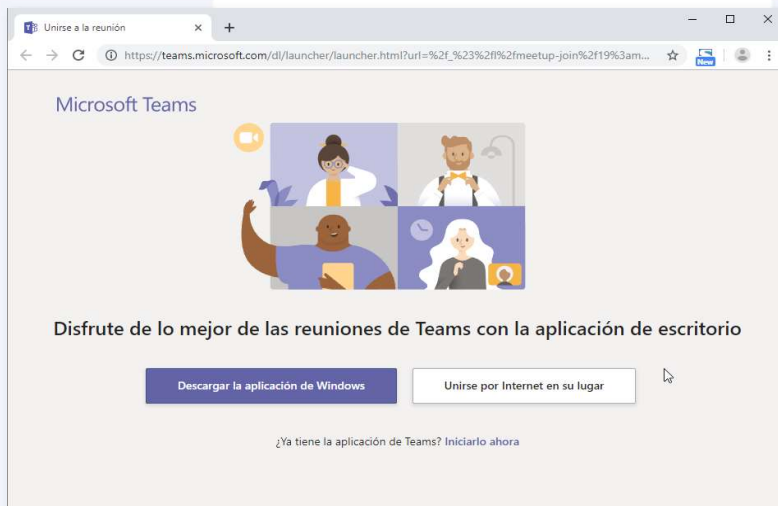 Unirse a la reunión
https://teams.microsoft.com/dl/launcher/launcher.html?url=%2f_%23%2fl%2fmeetup-join%2f19%3am...
New
Microsoft Teams
Disfrute de lo mejor de las reuniones de Teams con la aplicación de escritorio
Descargar la aplicación de Windows
Unirse por Internet en su lugar
¿Ya tiene la aplicación de Teams? Iniciarlo ahora